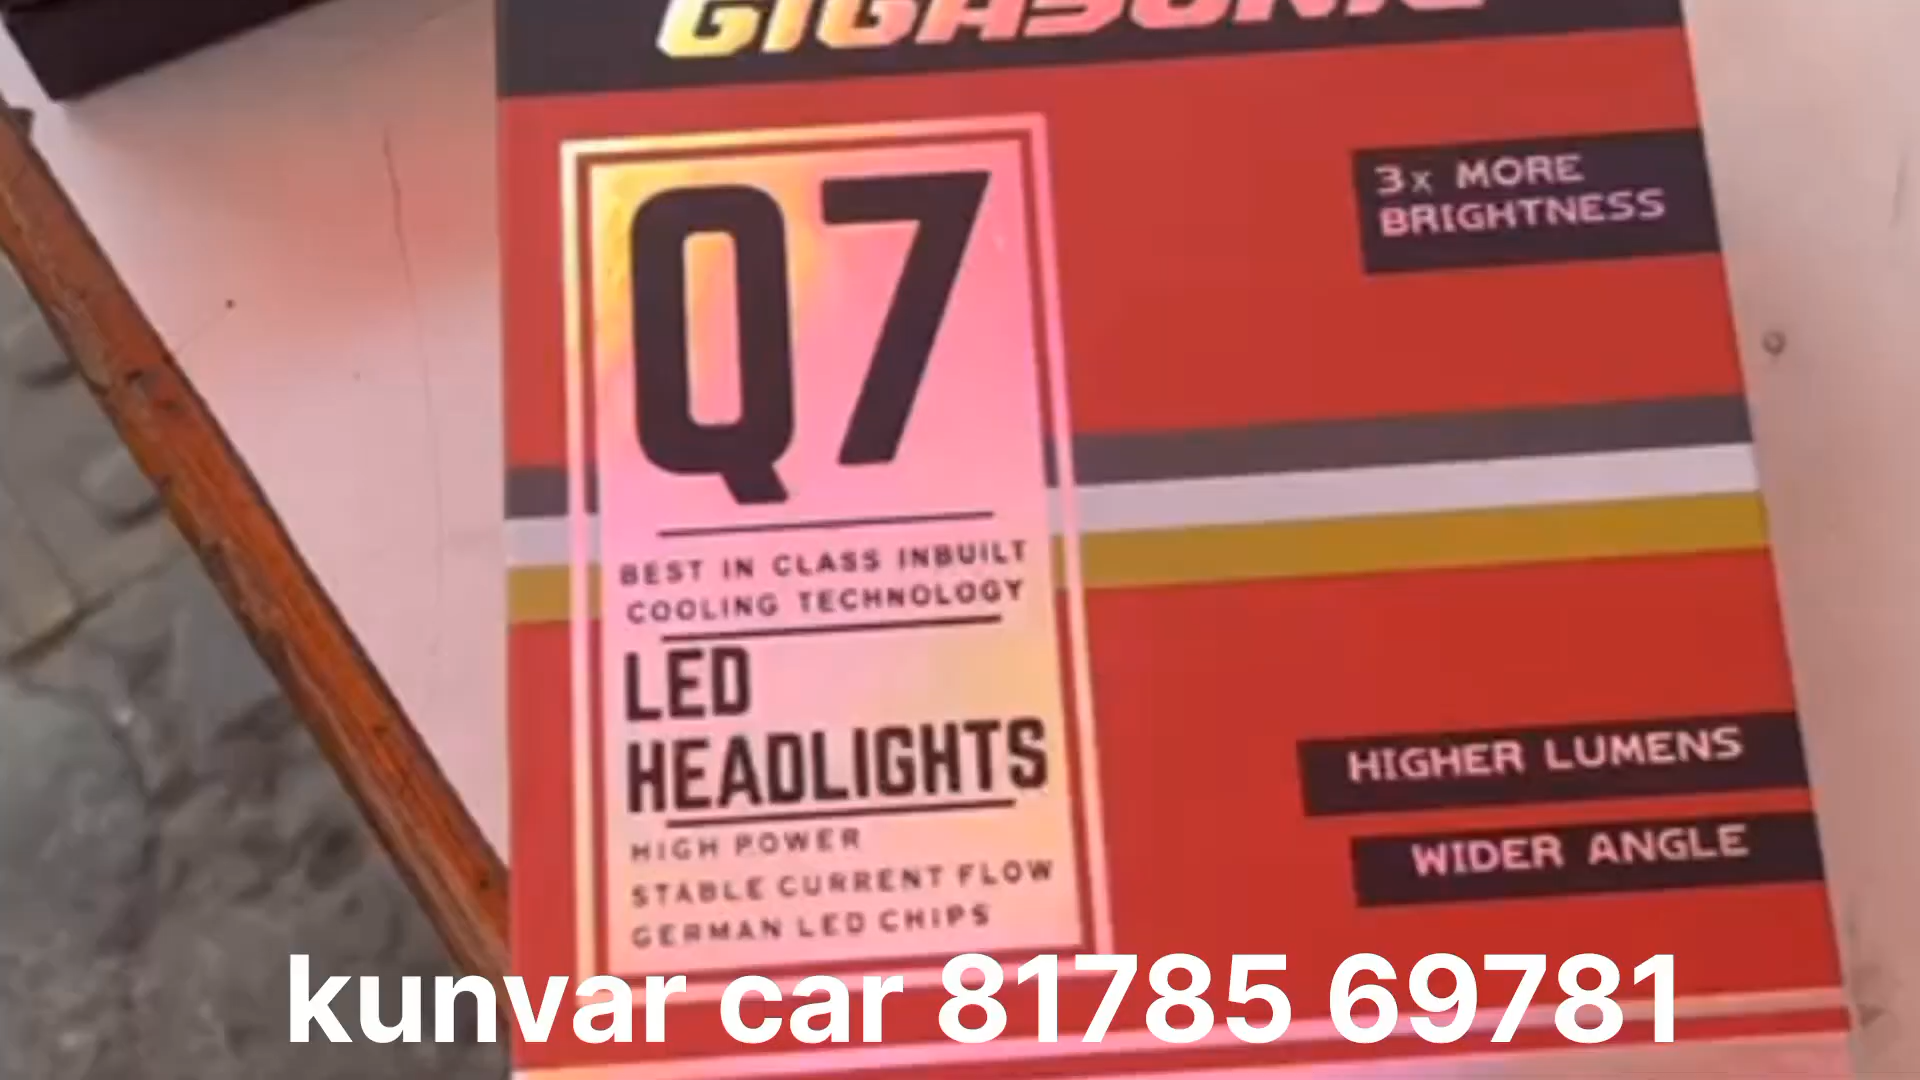 GIGASONIC
Q7
BEST IN CLASS INBUILT
COOLING TECHNOLOGY
LED
HEADLIGHTS
HIGH POWER
STABLE CURRENT FLOW
GERMAN LED CHIPS
3x MORE
BRIGHTNESS
HIGHER LUMENS
WIDER ANGLE
kunvar car 81785 69781